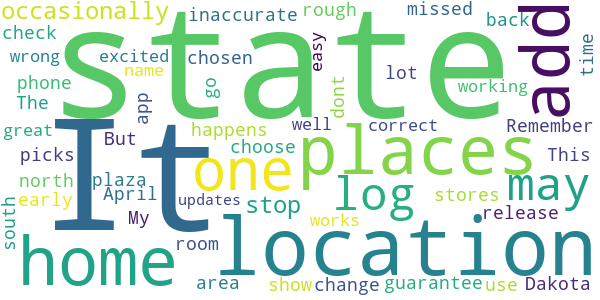 occasionally inaccurate rough missed back
check
wrong excited chosen
phone name
The app go easy lot working time
state add
It
great But happens dont well correct Remember
picks one places This
north plaza choose
early April updates log may
My stop stores release
south home room location
area show works change guarantee use Dakota